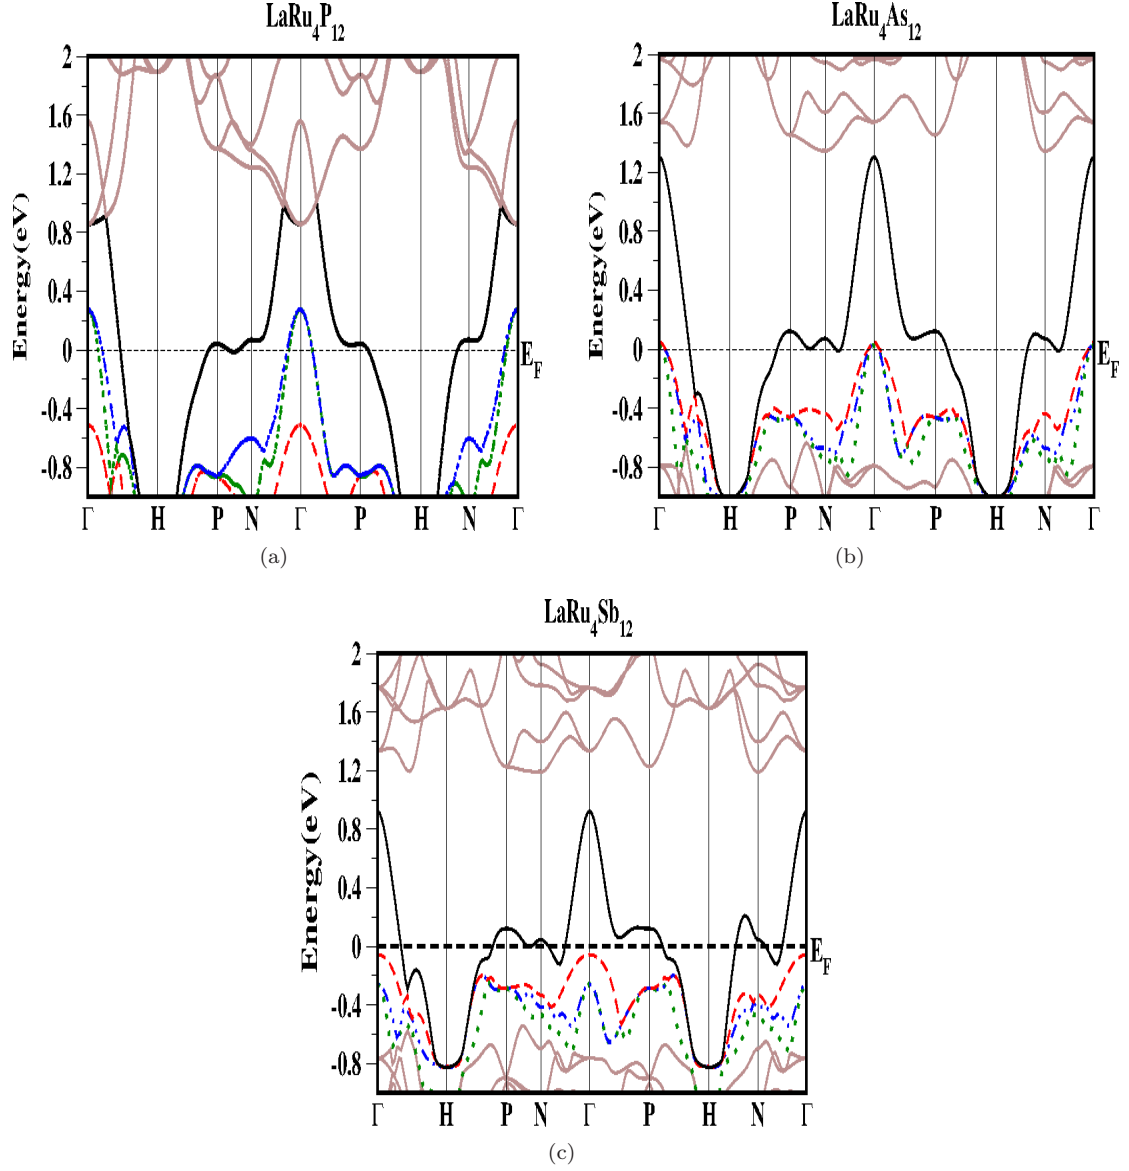 LaRu4P12
Energy(eV)
2
1.6
1.2
0.8
0.4
0
-0.4
-0.8
EF
Γ H P N Γ P H N Γ
(a)
LaRu4As12
Energy(eV)
2
1.6
1.2
0.8
0.4
0
-0.4
-0.8
EF
Γ H P N Γ P H N Γ
(b)
LaRu4Sb12
Energy(eV)
2
1.6
1.2
0.8
0.4
0
-0.4
-0.8
EF
Γ H P N Γ P H N Γ
(c)